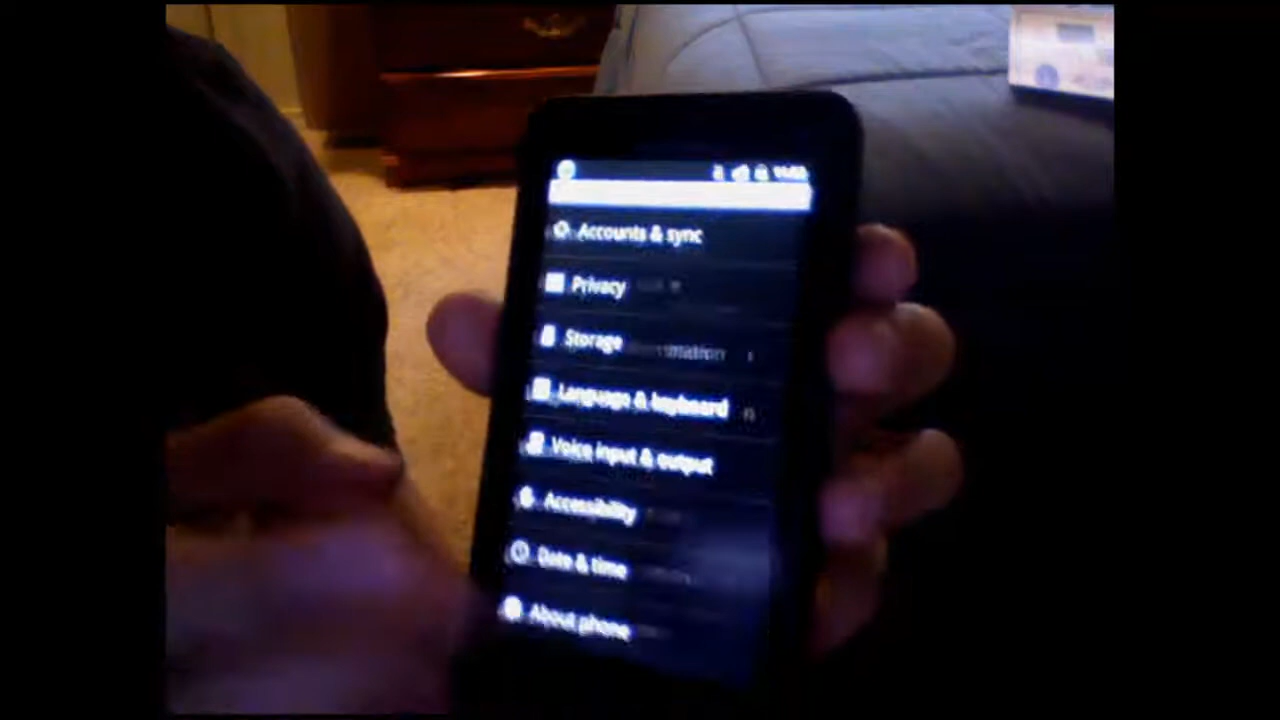 Accounts & sync
Privacy
Storage
Language & keyboard
Voice input & output
Accessibility
Date & time
About phone